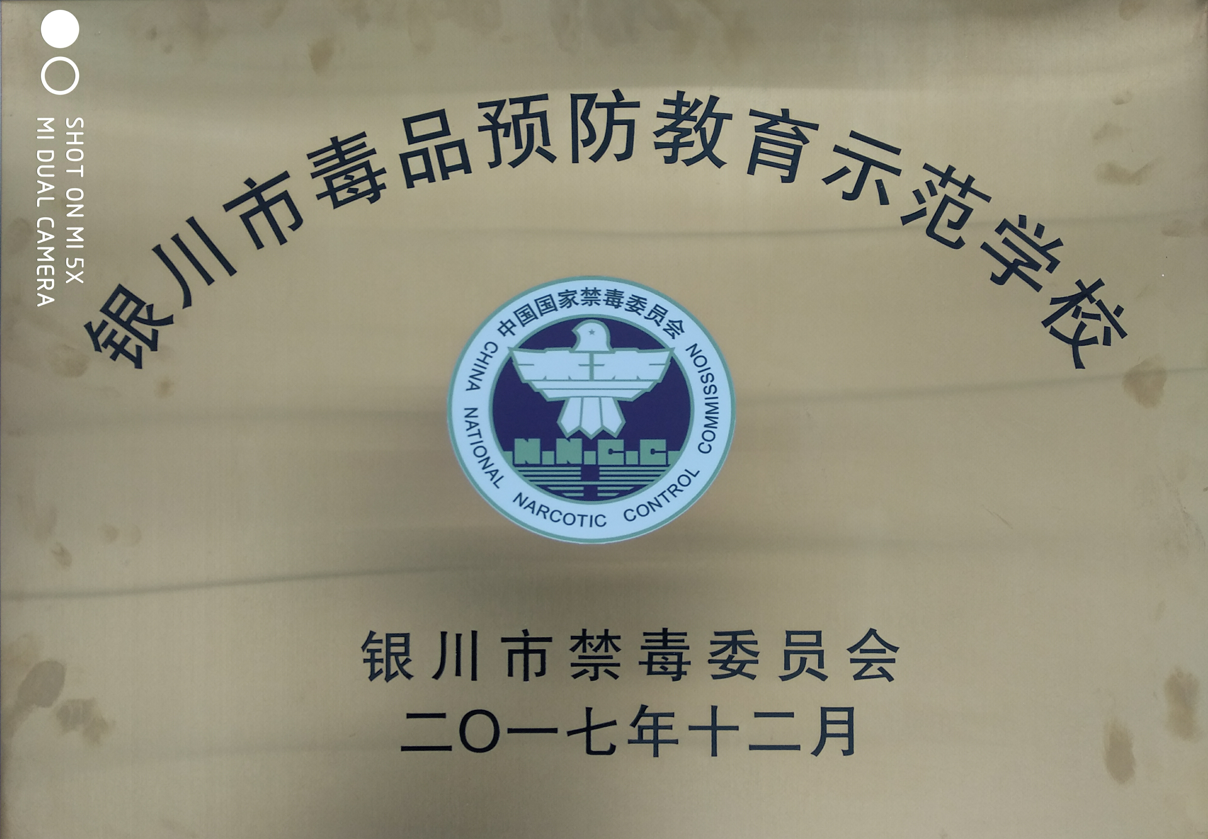 银川市毒品预防教育示范学校
中国国家禁毒委员会
CHINA NATIONAL NARCOTIC CONTROL COMMISSION
N.N.C.C.
银川市禁毒委员会
二〇一七年十二月
SHOT ON MI 5X
MI DUAL CAMERA